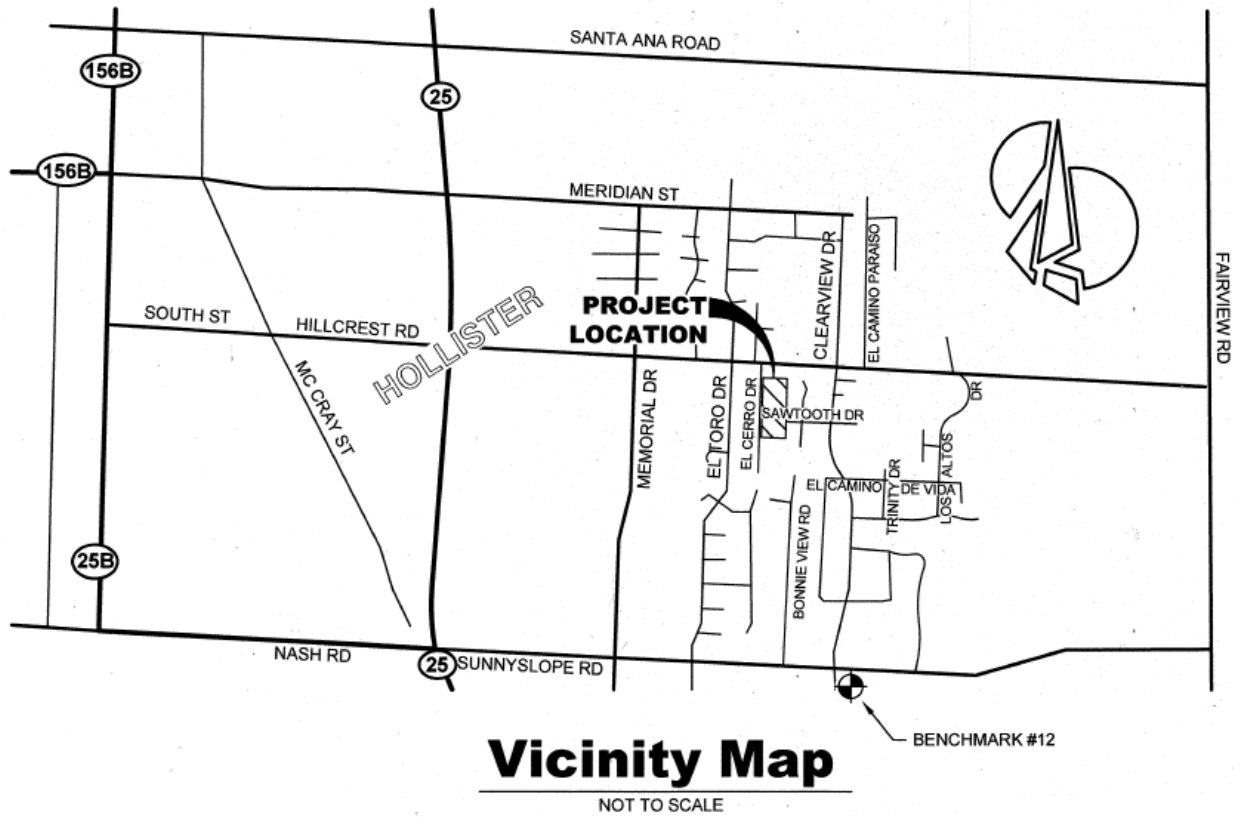 SANTA ANA ROAD
156B
25
156B
MERIDIAN ST
CLEARVIEW DR
EL CAMINO PARAISO
FAIRVIEW RD
PROJECT
LOCATION
SOUTH ST
HILLCREST RD
HOLLISTER
MC CRAY ST
MEMORIAL DR
EL TORO DR
EL CERRO DR
SAWTOOTH DR
LOS ALTOS DR
EL CAMINO DE VIDA
TRINITY DR
BONNIE VIEW RD
25B
NASH RD
25
SUNNYSLOPE RD
BENCHMARK #12
Vicinity Map
NOT TO SCALE